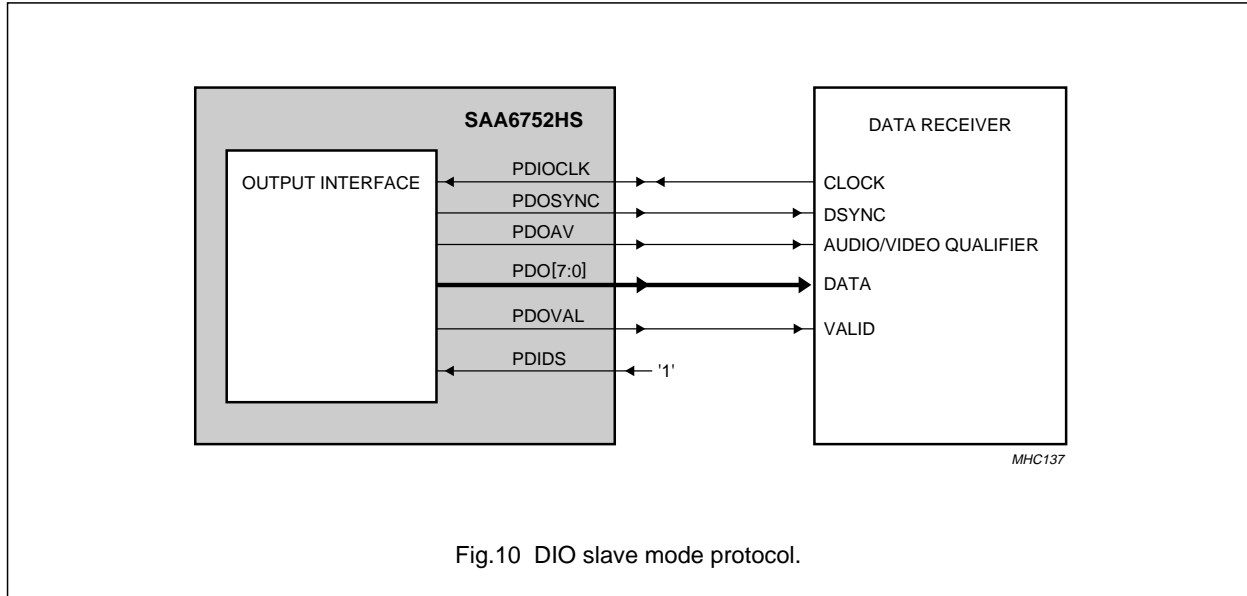 SAA6752HS
DATA RECEIVER
OUTPUT INTERFACE
PDIOCLK
CLOCK
PDOSYNC
DSYNC
PDOAV
AUDIO/VIDEO QUALIFIER
PDO[7:0]
DATA
PDOVAL
VALID
PDIDS
'1'
MHC137
Fig.10 DIO slave mode protocol.